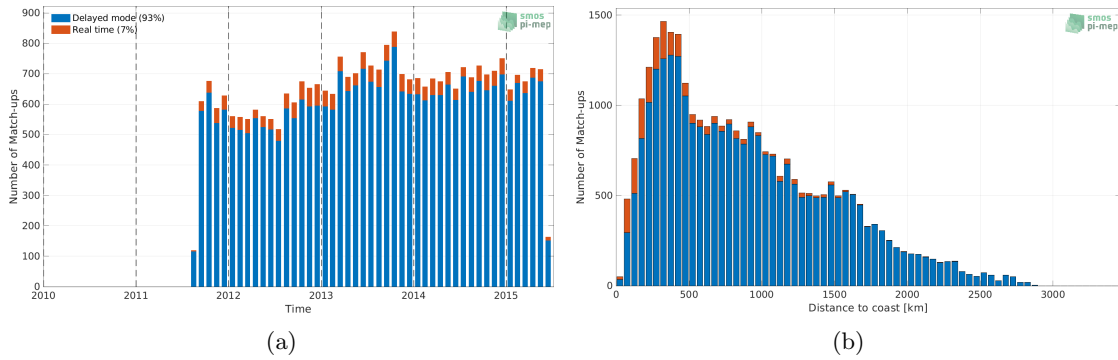 Delayed mode (93%)
Real time (7%)
smos
pi-mep
900
800
700
600
500
400
300
200
100
0
Number of Match-ups
2010
2011
2012
2013
2014
2015
Time
(a)
smos
pi-mep
1500
1000
500
0
Number of Match-ups
0
500
1000
1500
2000
2500
3000
Distance to coast [km]
(b)